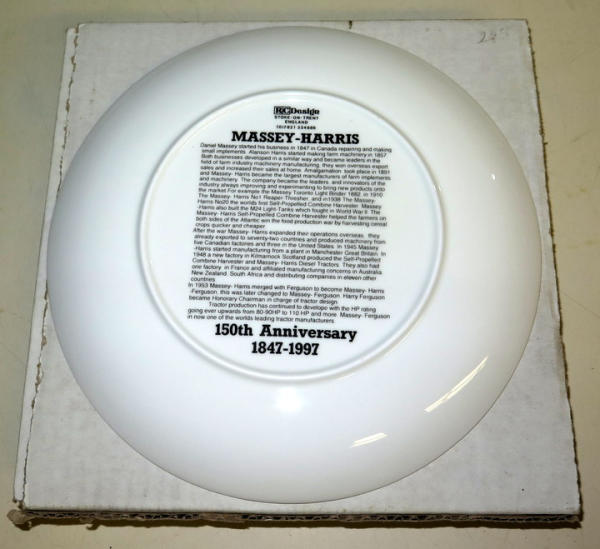 R&CDesign
STOKE-ON-TRENT
ENGLAND
MASSEY-HARRIS
Daniel Massey started his business in 1847 in Canada repairing and making
small implements. Alanson Harris started making farm machinery in 1857
Both businesses developed in a similar way and became leaders in the
field of farm industry machinery manufacturing, they won overseas export
sales and increased their sales at home. Amalgamation took place in 1891
and Massey- Harris became the largest manufacturers of farm implements
and machinery. The company became the leaders and innovators of the
industry always improving and experimenting to bring new products onto
the market For example the Massey Toronto Light Binder 1882. in 1910
The Massey- Harris No1 Reaper Thresher, and in1938 The Massey-
Harris No20 the worlds first Self-Propelled Combine Harvester. Massey
-Harris also built the M24 Light-Tanks which fought in World War II The
Massey- Harris Self-Propelled Combine Harvester helped the farmers on
both sides of the Atlantic win the food production war by harvesting cereal
crops quicker and cheaper
After the war Massey- Harris expanded their operations overseas they
already exported to seventy-two countries and produced machinery from
five Canadian factories and three in the United States. In 1945 Massey
-Harris started manufacturing from a plant in Manchester Great Britain. In
1948 a new factory in Kilmarnock Scotland produced the Self-Propelled
Combine Harvester and Massey- Harris Diesel Tractors. They also had
one factory in France and affiliated manufacturing concerns in Australia
New Zealand, South Africa and distributing companies in eleven other
countries
In 1953 Massey- Harris merged with Ferguson to become Massey- Harris
-Ferguson. this was later changed to Massey- Ferguson. Harry Ferguson
became Honorary Chairman in charge of tractor design.
Tractor production has continued to develope with the HP rating
going ever upwards from 80-90HP to 110 HP and more. Massey- Ferguson
in now one of the worlds leading tractor manufacturers
150th Anniversary
1847-1997